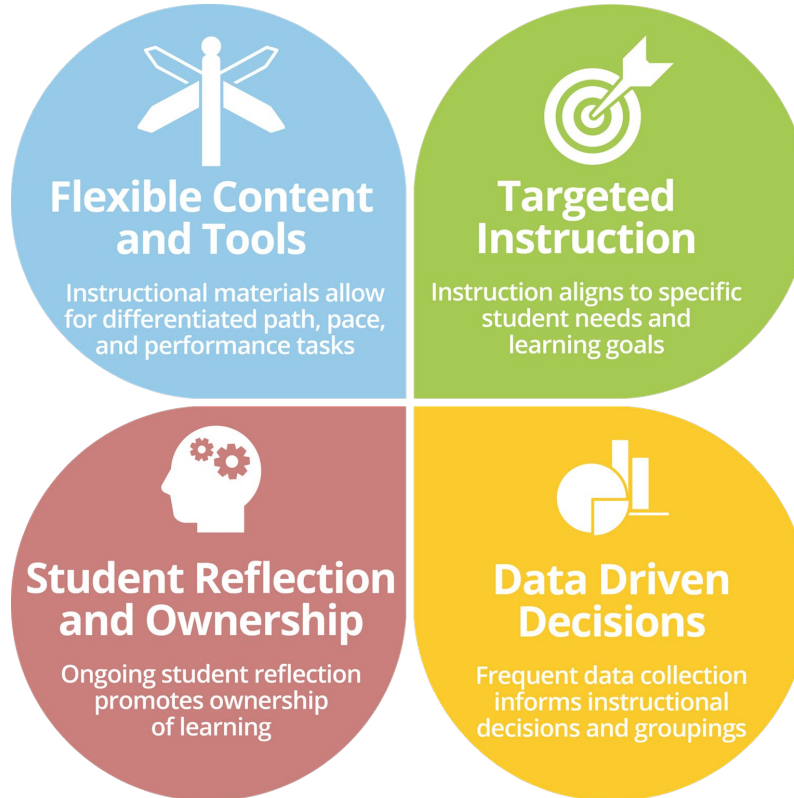 Flexible Content
and Tools
Instructional materials allow
for differentiated path, pace,
and performance tasks
Targeted
Instruction
Instruction aligns to specific
student needs and
learning goals
Student Reflection
and Ownership
Ongoing student reflection
promotes ownership
of learning
Data Driven
Decisions
Frequent data collection
informs instructional
decisions and groupings